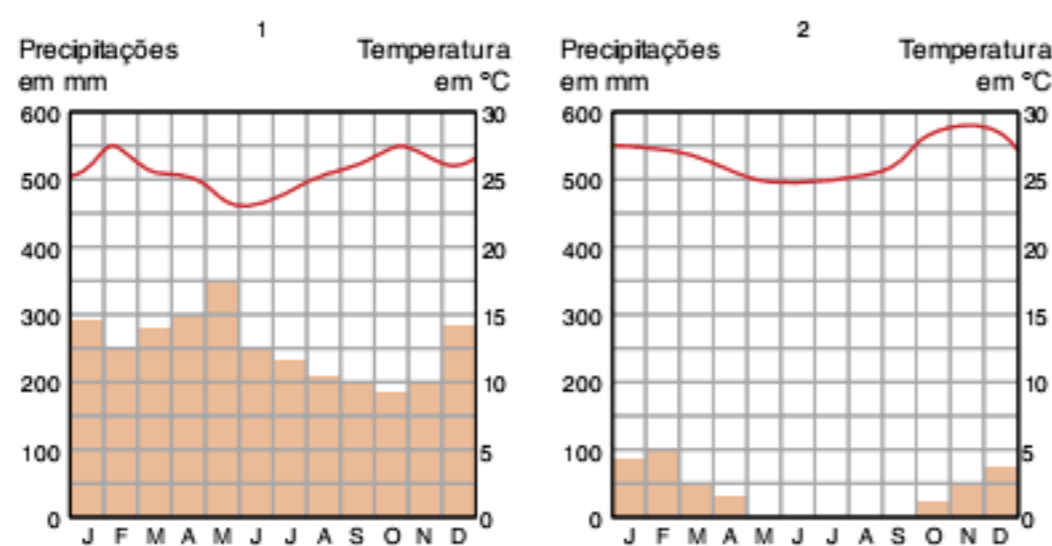 1
Precipitações Temperatura
em mm em °C
600 30
500 25
400 20
300 15
200 10
100 5
0 0
J F M A M J J A S O N D
2
Precipitações Temperatura
em mm em °C
600 30
500 25
400 20
300 15
200 10
100 5
0 0
J F M A M J J A S O N D